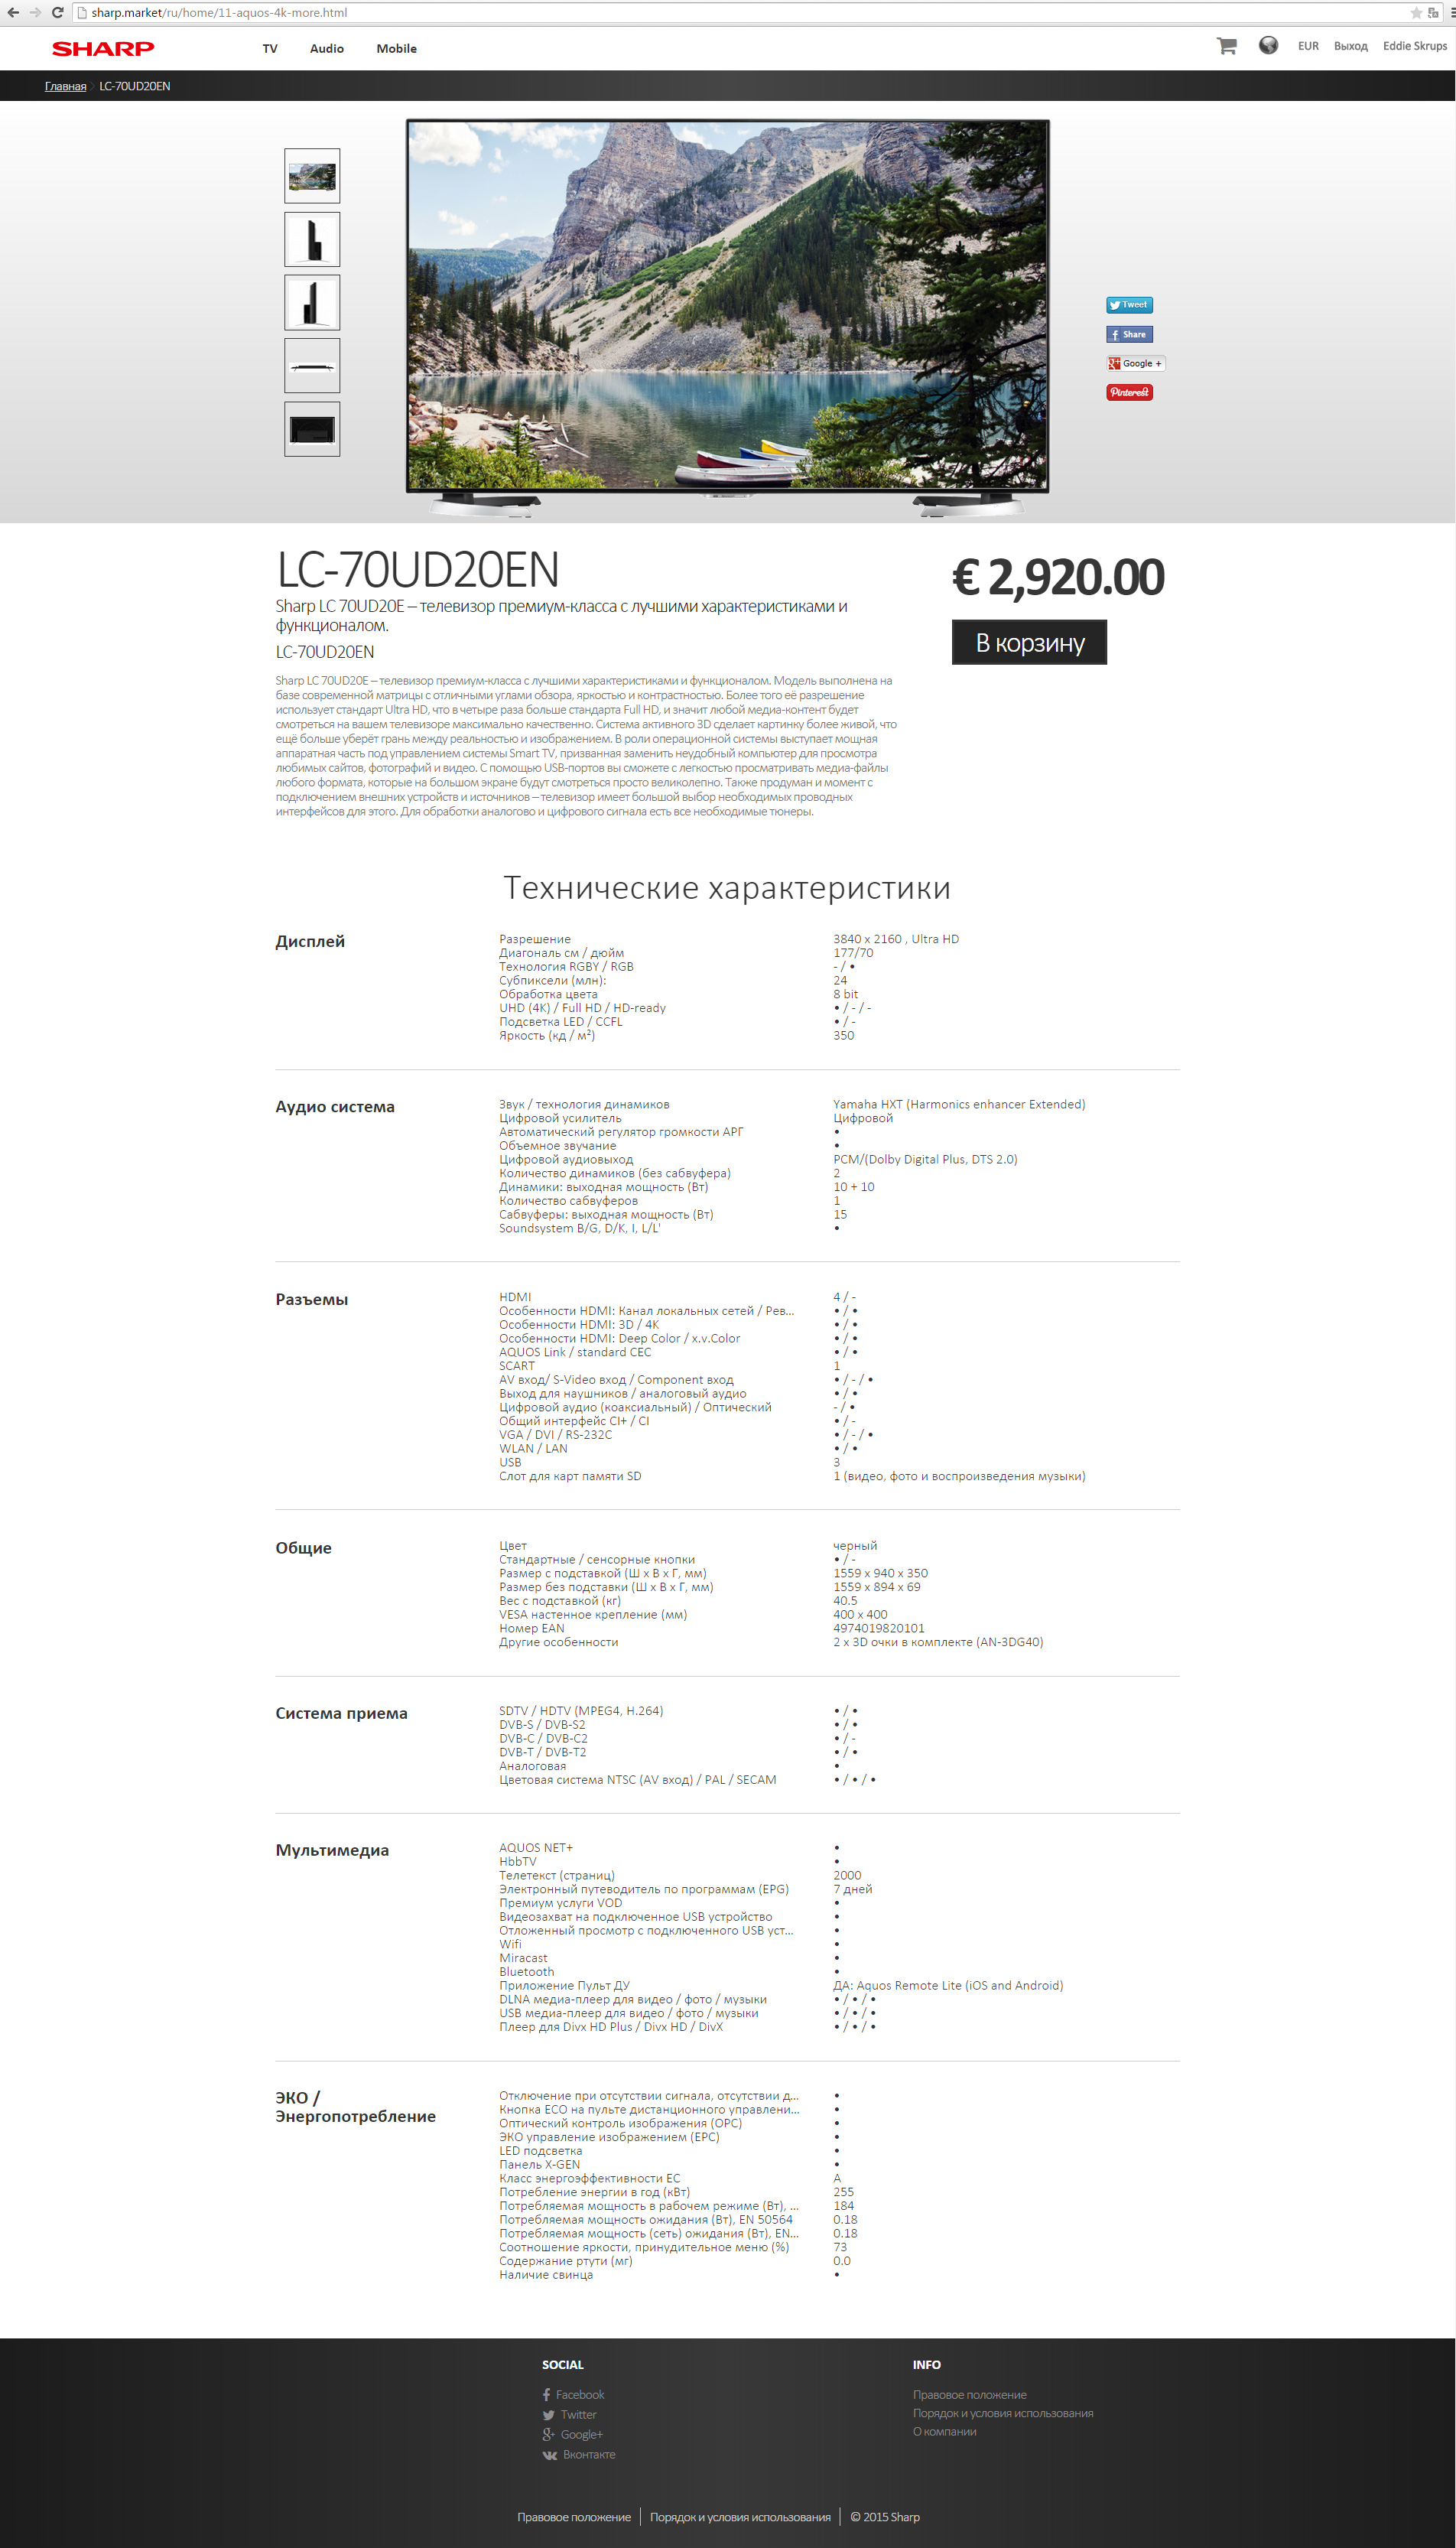 sharp.market/ru/home/11-aquos-4k-more.html
SHARP
TV Audio Mobile
EUR Выход Eddie Skrups
Главная > LC-70UD20EN
Tweet
Share
Google +
Pinterest
LC-70UD20EN
€ 2,920.00
Sharp LC 70UD20E – телевизор премиум-класса с лучшими характеристиками и
функционалом.
В корзину
LC-70UD20EN
Sharp LC 70UD20E – телевизор премиум-класса с лучшими характеристиками и функционалом. Модель выполнена на
базе современной матрицы с отличными углами обзора, яркостью и контрастностью. Более того её разрешение
использует стандарт Ultra HD, что в четыре раза больше стандарта Full HD, и значит любой медиа-контент будет
смотреться на вашем телевизоре максимально качественно. Система активного 3D сделает картинку более живой, что
ещё больше уберёт грань между реальностью и изображением. В роли операционной системы выступает мощная
аппаратная часть под управлением системы Smart TV, призванная заменить неудобный компьютер для просмотра
любимых сайтов, фотографий и видео. С помощью USB-портов вы сможете с легкостью просматривать медиа-файлы
любого формата, которые на большом экране будут смотреться просто великолепно. Также продуман и момент с
подключением внешних устройств и источников – телевизор имеет большой выбор необходимых проводных
интерфейсов для этого. Для обработки аналогово и цифрового сигнала есть все необходимые тюнеры.
Технические характеристики
Дисплей
Разрешение 3840 x 2160 , Ultra HD
Диагональ см / дюйм 177/70
Технология RGBY / RGB - / •
Субпиксели (млн): 24
Обработка цвета 8 bit
UHD (4K) / Full HD / HD-ready • / - / -
Подсветка LED / CCFL • / -
Яркость (кд / м²) 350
Аудио система
Звук / технология динамиков Yamaha HXT (Harmonics enhancer Extended)
Цифровой усилитель Цифровой
Автоматический регулятор громкости АРГ •
Объемное звучание •
Цифровой аудиовыход PCM/(Dolby Digital Plus, DTS 2.0)
Количество динамиков (без сабвуфера) 2
Динамики: выходная мощность (Вт) 10 + 10
Количество сабвуферов 1
Сабвуферы: выходная мощность (Вт) 15
Soundsystem B/G, D/K, I, L/L' •
Разъемы
HDMI 4 / -
Особенности HDMI: Канал локальных сетей / Рев... • / •
Особенности HDMI: 3D / 4K • / •
Особенности HDMI: Deep Color / x.v.Color • / •
AQUOS Link / standard CEC • / •
SCART 1
AV вход/ S-Video вход / Component вход • / - / •
Выход для наушников / аналоговый аудио • / •
Цифровой аудио (коаксиальный) / Оптический - / •
Общий интерфейс CI+ / CI • / -
VGA / DVI / RS-232C • / - / •
WLAN / LAN • / •
USB 3
Слот для карт памяти SD 1 (видео, фото и воспроизведения музыки)
Общие
Цвет черный
Стандартные / сенсорные кнопки • / -
Размер с подставкой (Ш x В x Г, мм) 1559 x 940 x 350
Размер без подставки (Ш x В x Г, мм) 1559 x 894 x 69
Вес с подставкой (кг) 40.5
VESA настенное крепление (мм) 400 x 400
Номер EAN 4974019820101
Другие особенности 2 x 3D очки в комплекте (AN-3DG40)
Система приема
SDTV / HDTV (MPEG4, H.264) • / •
DVB-S / DVB-S2 • / •
DVB-C / DVB-C2 • / -
DVB-T / DVB-T2 • / •
Аналоговая •
Цветовая система NTSC (AV вход) / PAL / SECAM • / • / •
Мультимедиа
AQUOS NET+ •
HbbTV •
Телетекст (страниц) 2000
Электронный путеводитель по программам (EPG) 7 дней
Премиум услуги VOD •
Видеозахват на подключенное USB устройство •
Отложенный просмотр с подключенного USB уст... •
Wifi •
Miracast •
Bluetooth •
Приложение Пульт ДУ ДА: Aquos Remote Lite (iOS and Android)
DLNA медиа-плеер для видео / фото / музыки • / • / •
USB медиа-плеер для видео / фото / музыки • / • / •
Плеер для Divx HD Plus / Divx HD / DivX • / • / •
ЭКО /
Энергопотребление
Отключение при отсутствии сигнала, отсутствии д... •
Кнопка ECO на пульте дистанционного управлени... •
Оптический контроль изображения (OPC) •
ЭКО управление изображением (EPC) •
LED подсветка •
Панель X-GEN •
Класс энергоэффективности ЕС A
Потребление энергии в год (кВт) 255
Потребляемая мощность в рабочем режиме (Вт), ... 184
Потребляемая мощность ожидания (Вт), EN 50564 0.18
Потребляемая мощность (сеть) ожидания (Вт), EN... 0.18
Соотношение яркости, принудительное меню (%) 73
Содержание ртути (мг) 0.0
Наличие свинца •
SOCIAL
Facebook
Twitter
Google+
Вконтакте
INFO
Правовое положение
Порядок и условия использования
О компании
Правовое положение | Порядок и условия использования | © 2015 Sharp